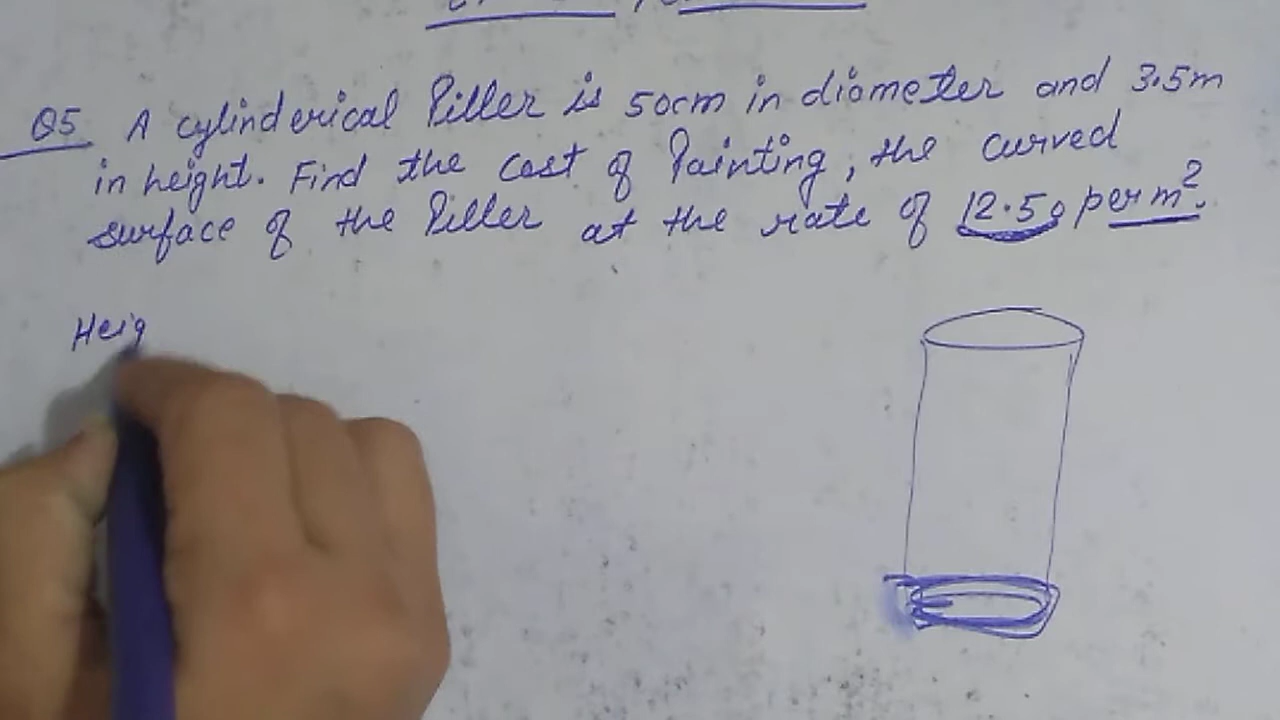 Q5 A cylinderical Piller is 50cm in diameter and 3.5m
in height. Find the cost of Painting, the curved
surface of the Piller at the rate of 12.50 per m².
Heig